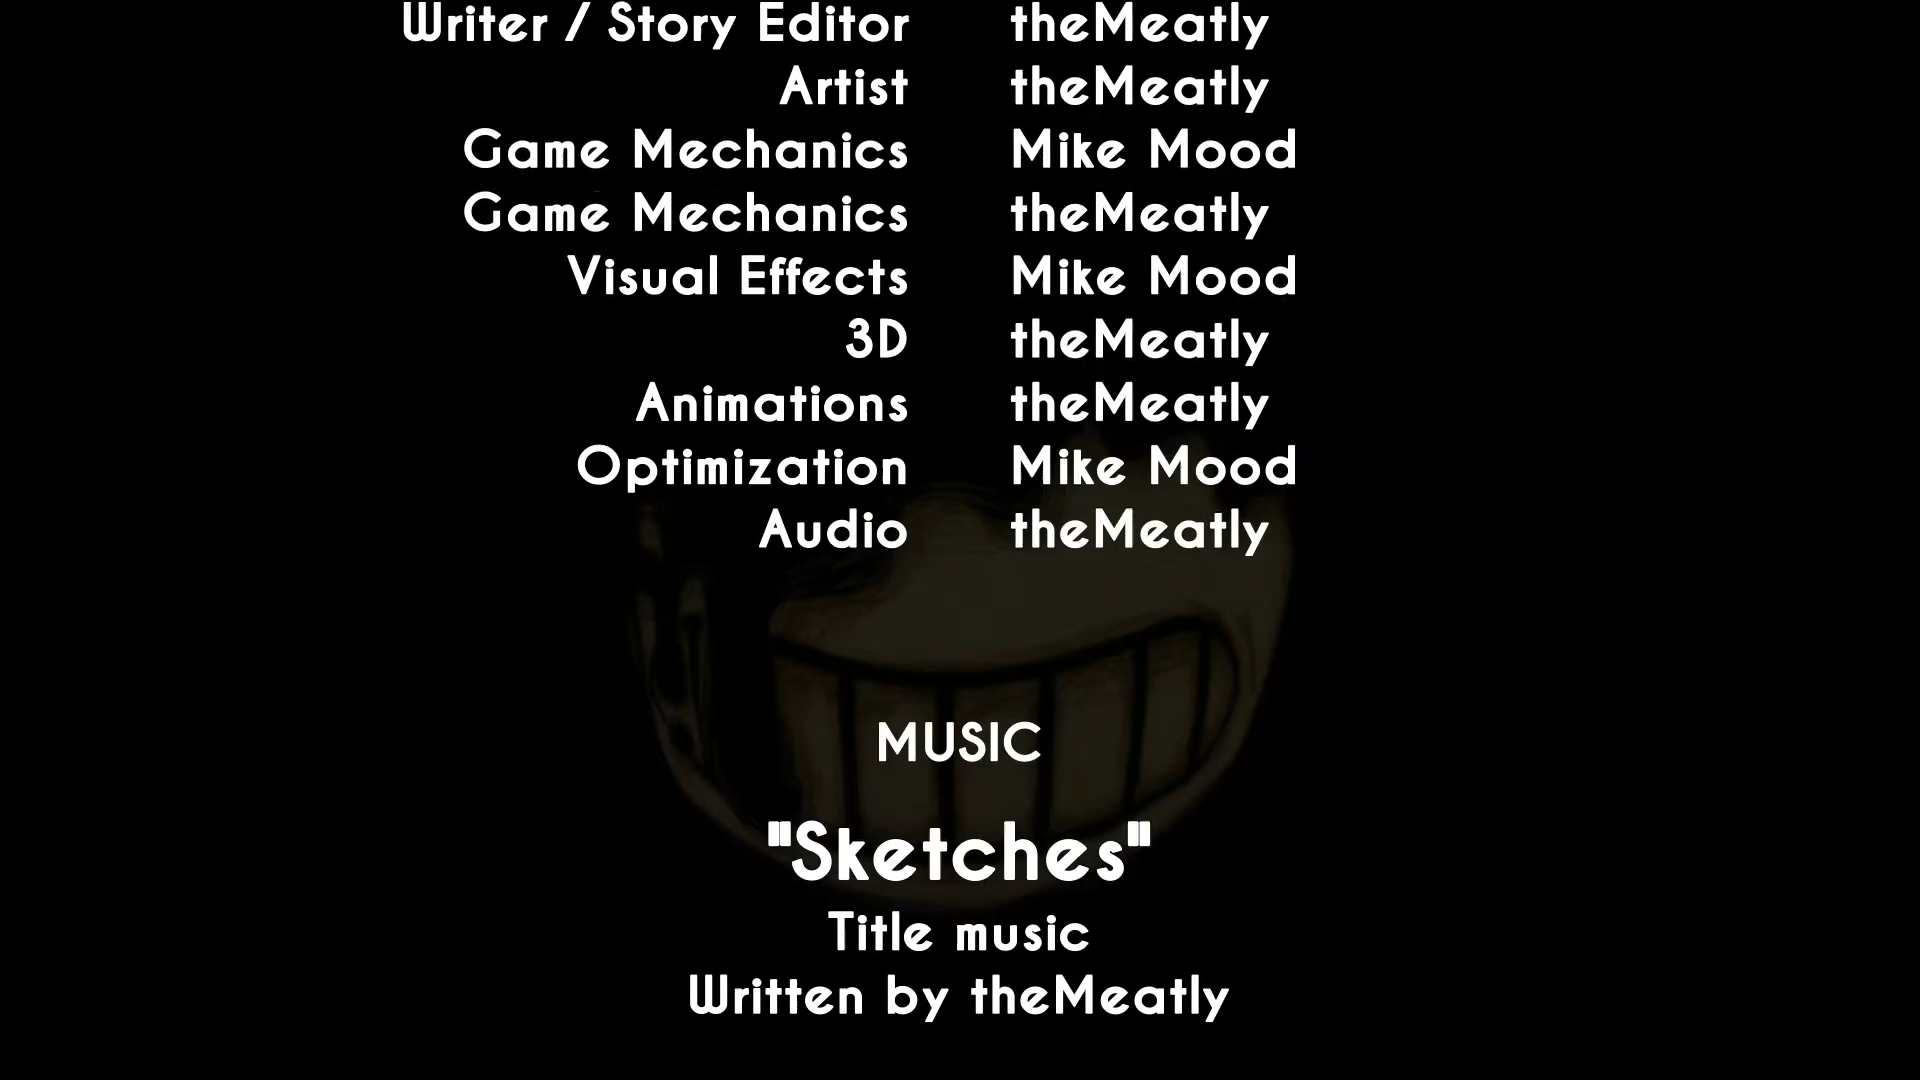 Writer / Story Editor theMeatly
Artist theMeatly
Game Mechanics Mike Mood
Game Mechanics theMeatly
Visual Effects Mike Mood
3D theMeatly
Animations theMeatly
Optimization Mike Mood
Audio theMeatly
MUSIC
"Sketches"
Title music
Written by theMeatly